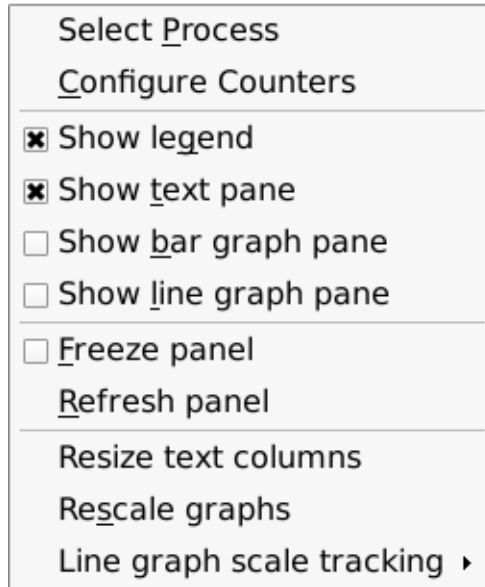 Select Process
Configure Counters
Show legend
Show text pane
Show bar graph pane
Show line graph pane
Freeze panel
Refresh panel
Resize text columns
Rescale graphs
Line graph scale tracking